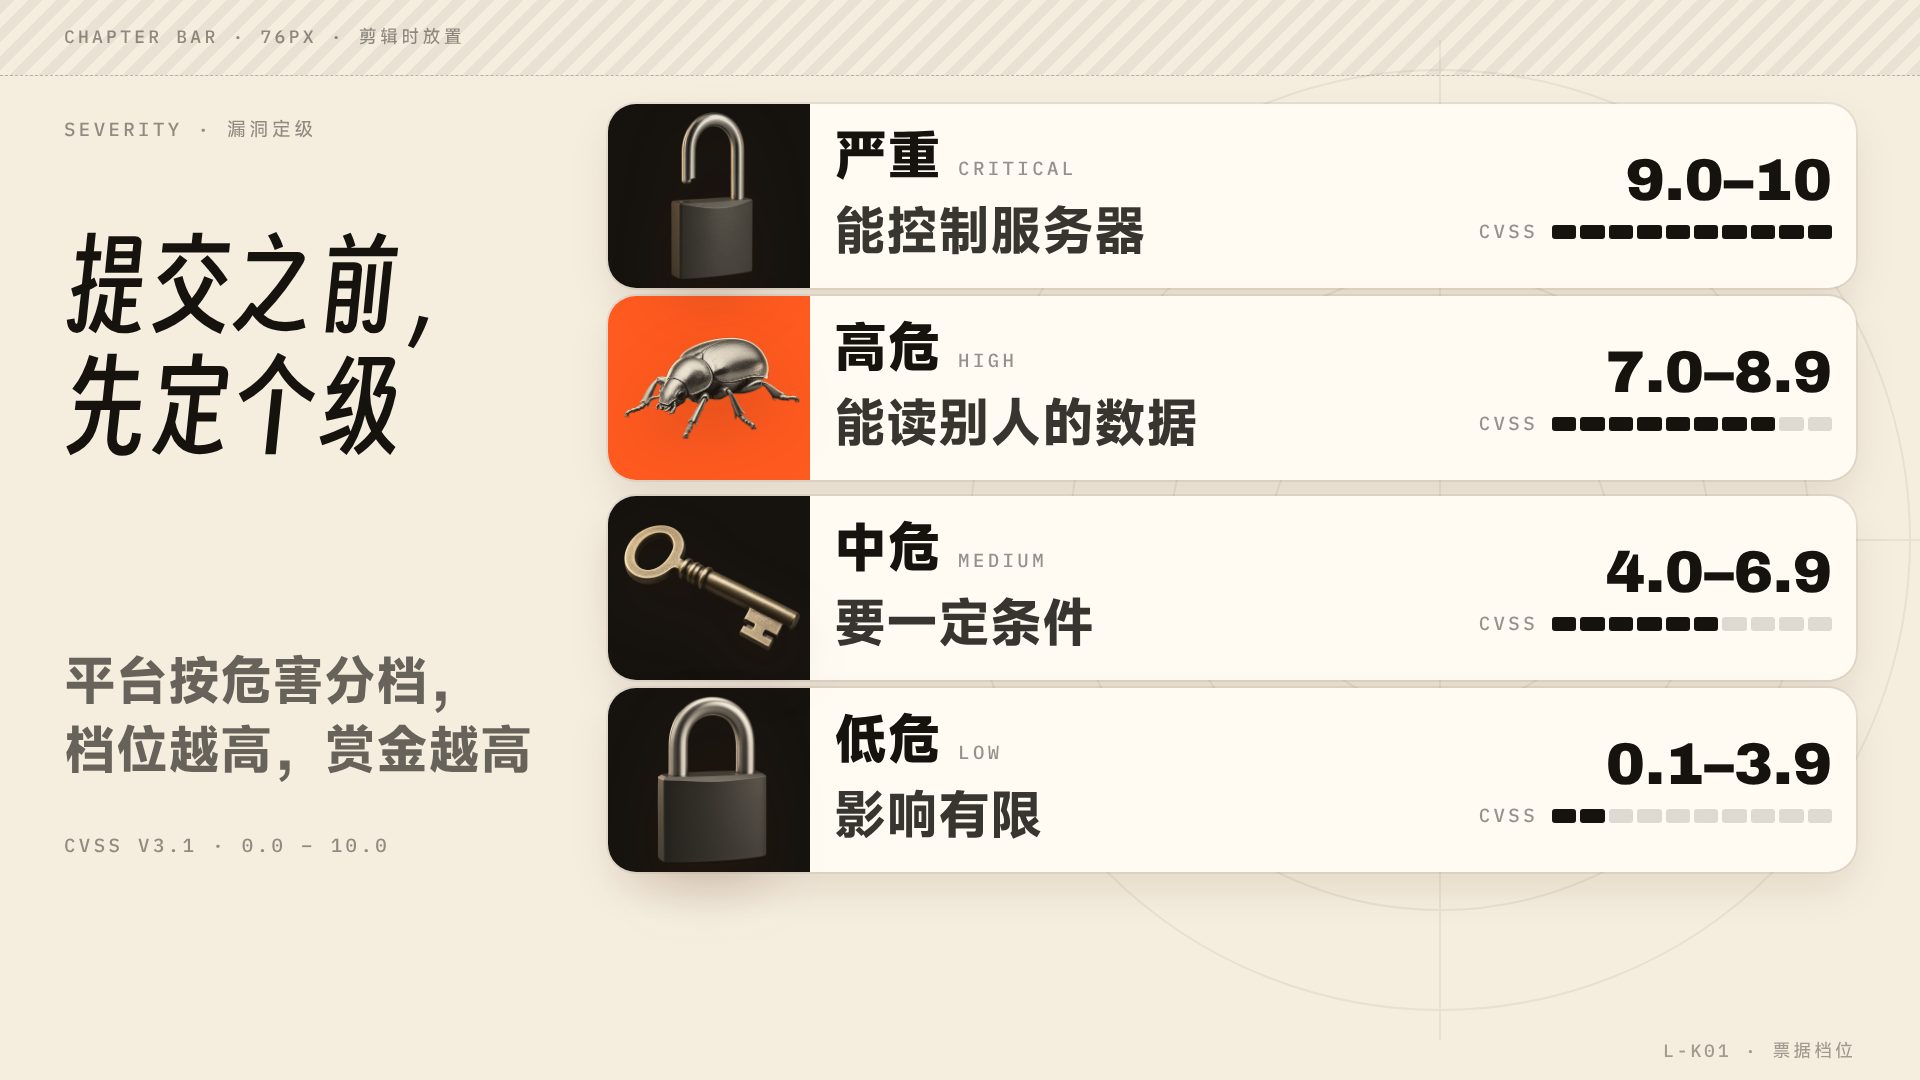 CHAPTER BAR · 76PX · 剪辑时放置
SEVERITY · 漏洞定级
提交之前,
先定个级
平台按危害分档，
档位越高，赏金越高
CVSS V3.1 · 0.0 – 10.0
严重 CRITICAL
能控制服务器
9.0–10
CVSS
高危 HIGH
能读别人的数据
7.0–8.9
CVSS
中危 MEDIUM
要一定条件
4.0–6.9
CVSS
低危 LOW
影响有限
0.1–3.9
CVSS
L-K01 · 票据档位